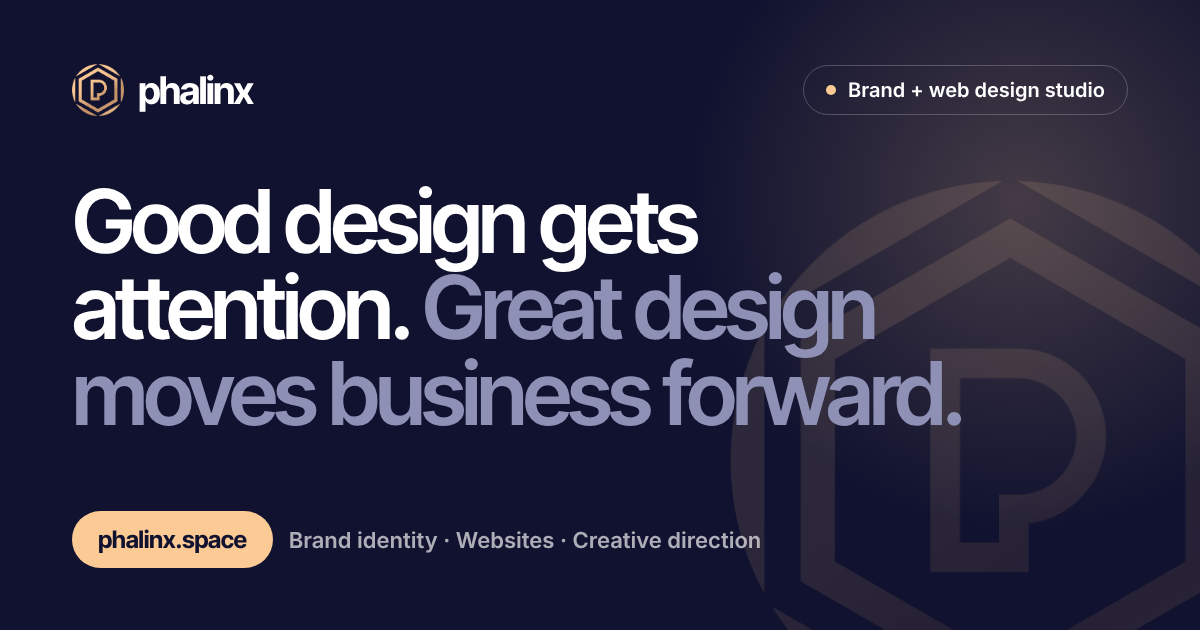 phalinx
Brand + web design studio
Good design gets
attention. Great design
moves business forward.
phalinx.space
Brand identity · Websites · Creative direction